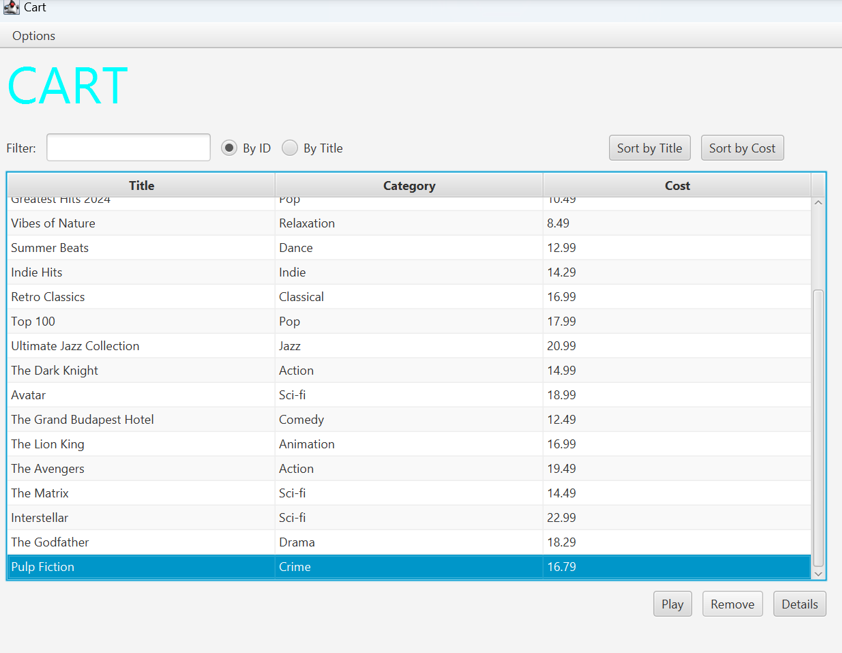 Cart
Options
CART
Filter: By ID By Title Sort by Title Sort by Cost
Title Category Cost
Greatest Hits 2024 Pop 10.49
Vibes of Nature Relaxation 8.49
Summer Beats Dance 12.99
Indie Hits Indie 14.29
Retro Classics Classical 16.99
Top 100 Pop 17.99
Ultimate Jazz Collection Jazz 20.99
The Dark Knight Action 14.99
Avatar Sci-fi 18.99
The Grand Budapest Hotel Comedy 12.49
The Lion King Animation 16.99
The Avengers Action 19.49
The Matrix Sci-fi 14.49
Interstellar Sci-fi 22.99
The Godfather Drama 18.29
Pulp Fiction Crime 16.79
Play Remove Details